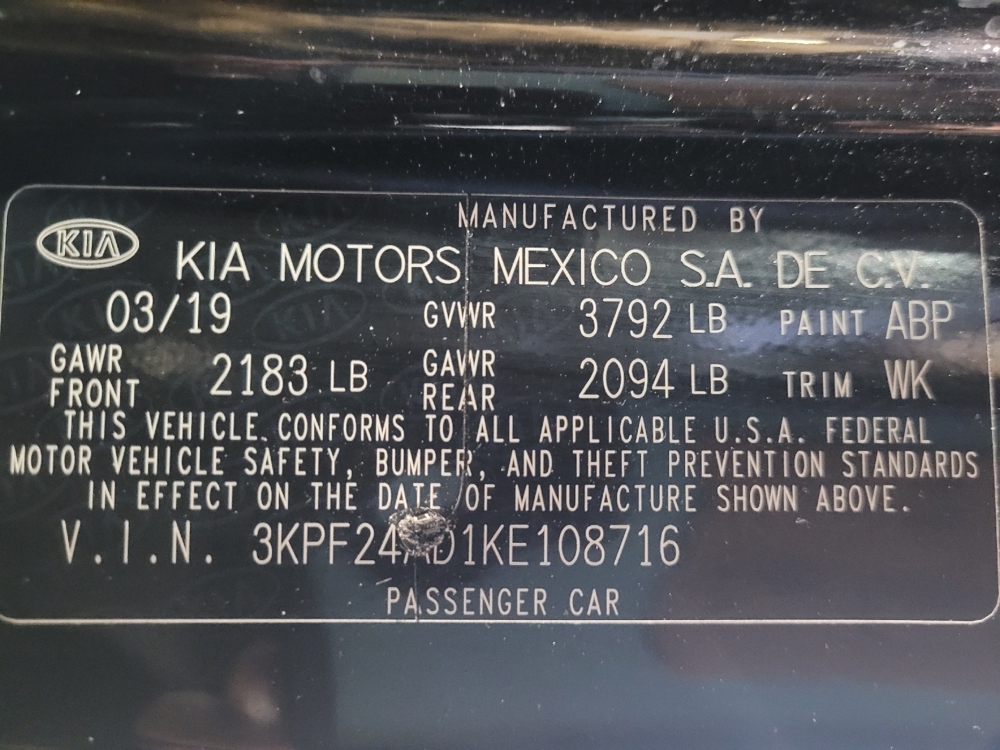 MANUFACTURED BY
KIA KIA MOTORS MEXICO S.A. DE C.V.
03/19 GVWR 3792 LB PAINT ABP
GAWR FRONT 2183 LB GAWR REAR 2094 LB TRIM WK
THIS VEHICLE CONFORMS TO ALL APPLICABLE U.S.A. FEDERAL
MOTOR VEHICLE SAFETY, BUMPER, AND THEFT PREVENTION STANDARDS
IN EFFECT ON THE DATE OF MANUFACTURE SHOWN ABOVE.
V.I.N. 3KPF24AD1KE108716
PASSENGER CAR